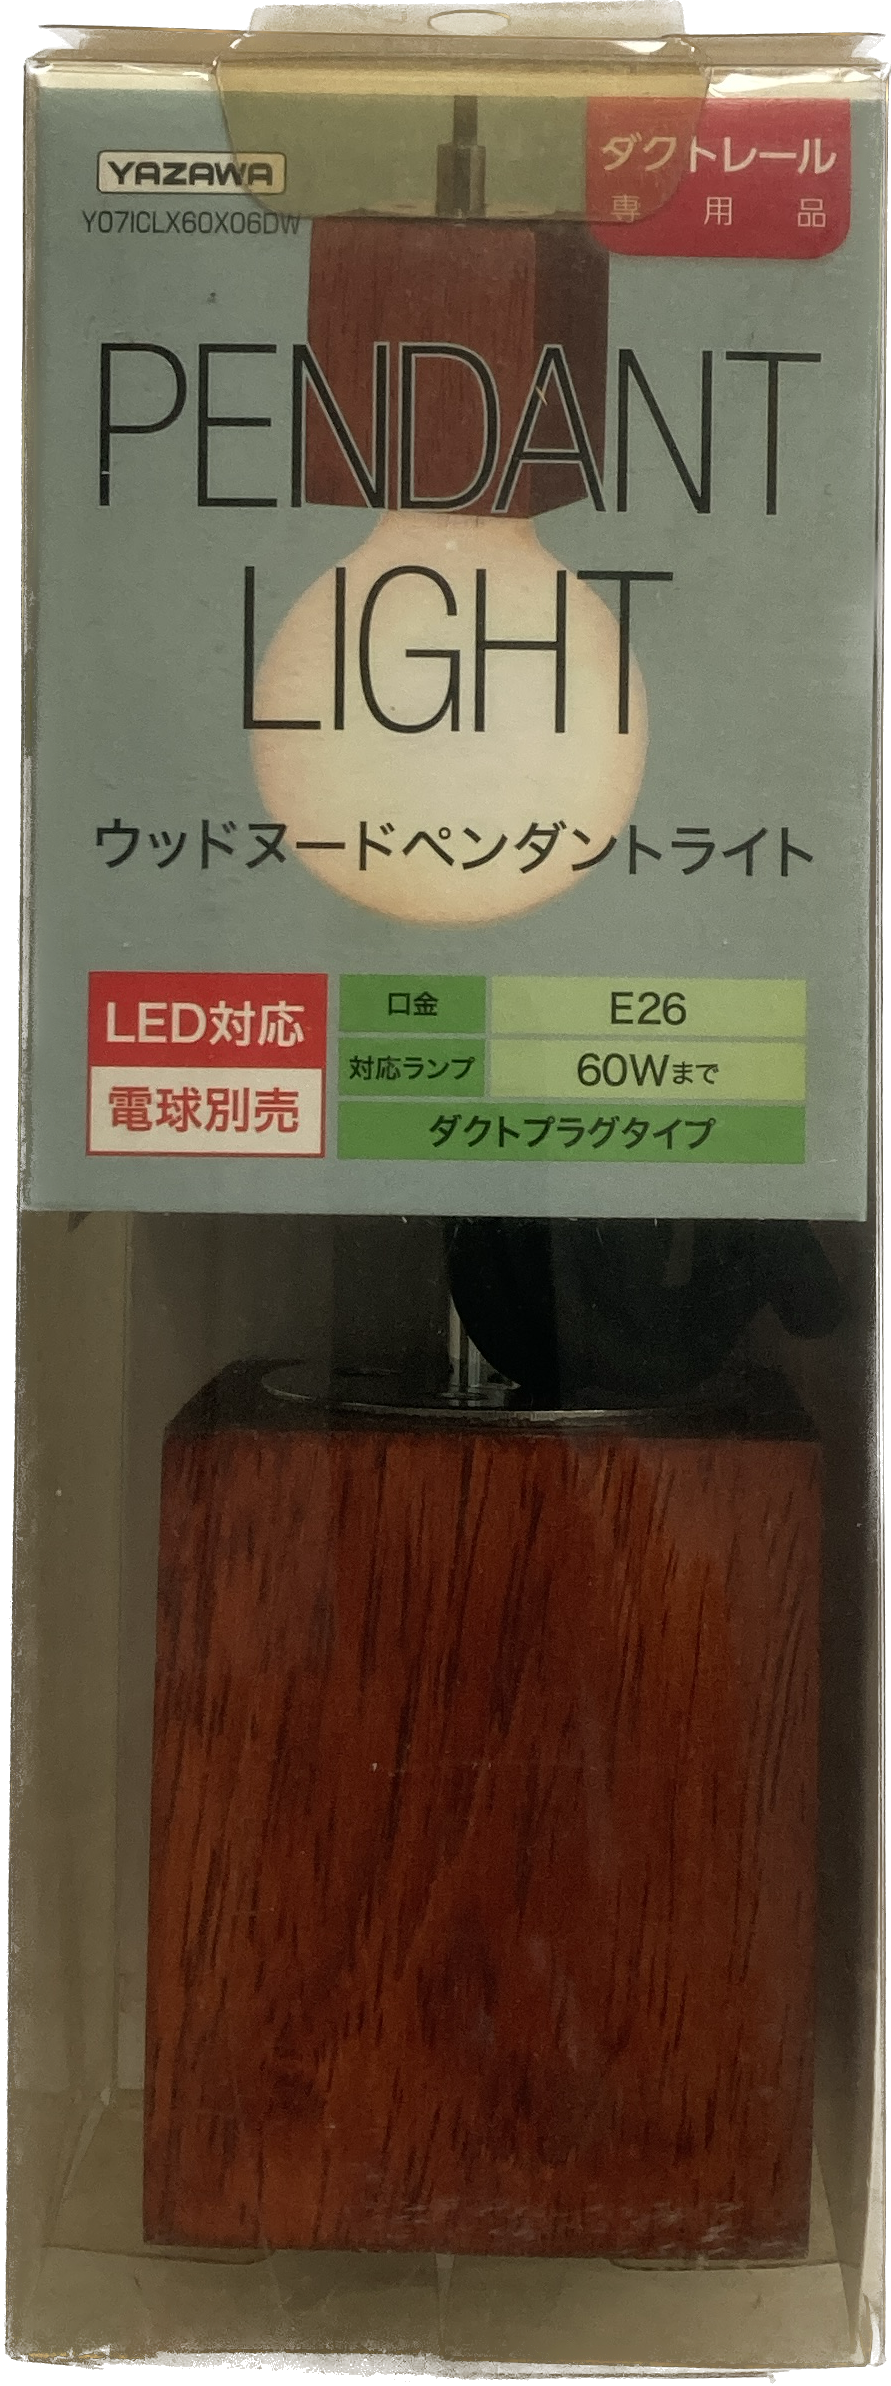 YAZAWA
Y07ICLX60X06DW
ダクトレール
専用品
PENDANT
LIGHT
ウッドヌードペンダントライト
LED対応
電球別売
口金 E26
対応ランプ 60Wまで
ダクトプラグタイプ